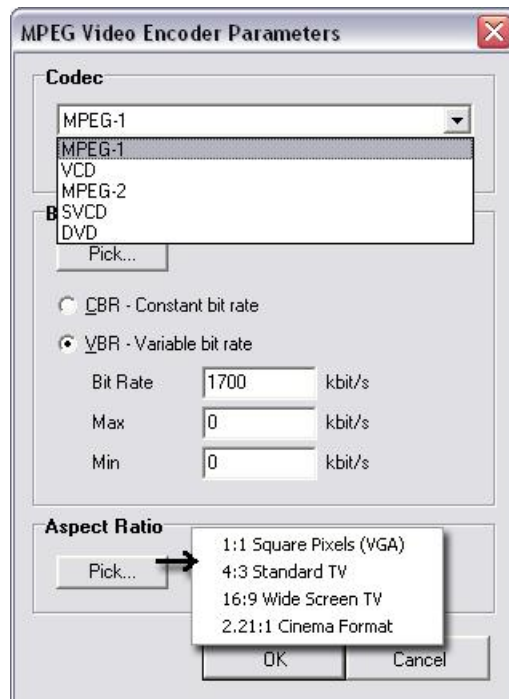 MPEG Video Encoder Parameters
Codec
MPEG-1
MPEG-1
VCD
MPEG-2
SVCD
DVD
B
Pick...
CBR - Constant bit rate
VBR - Variable bit rate
Bit Rate 1700 kbit/s
Max 0 kbit/s
Min 0 kbit/s
Aspect Ratio
Pick...
1:1 Square Pixels (VGA)
4:3 Standard TV
16:9 Wide Screen TV
2.21:1 Cinema Format
OK Cancel